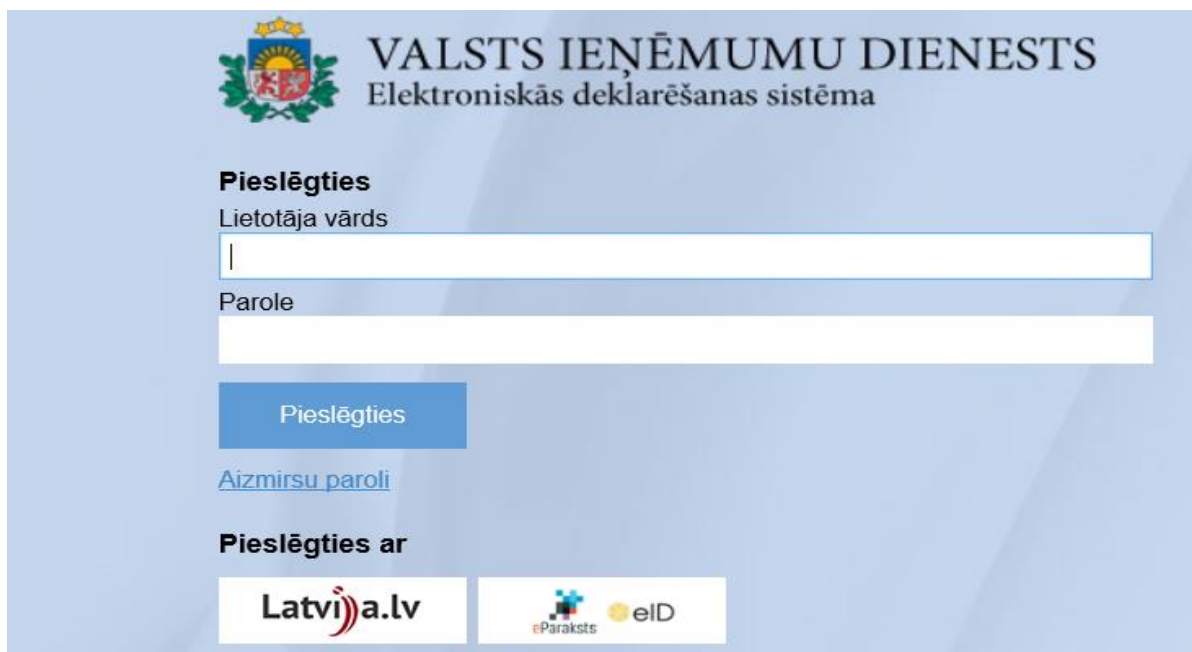 VALSTS IEŅĒMUMU DIENESTS
Elektroniskās deklarēšanas sistēma
Pieslēgties
Lietotāja vārds
Parole
Pieslēgties
Aizmirsu paroli
Pieslēgties ar
Latvija.lv eParaksts eID